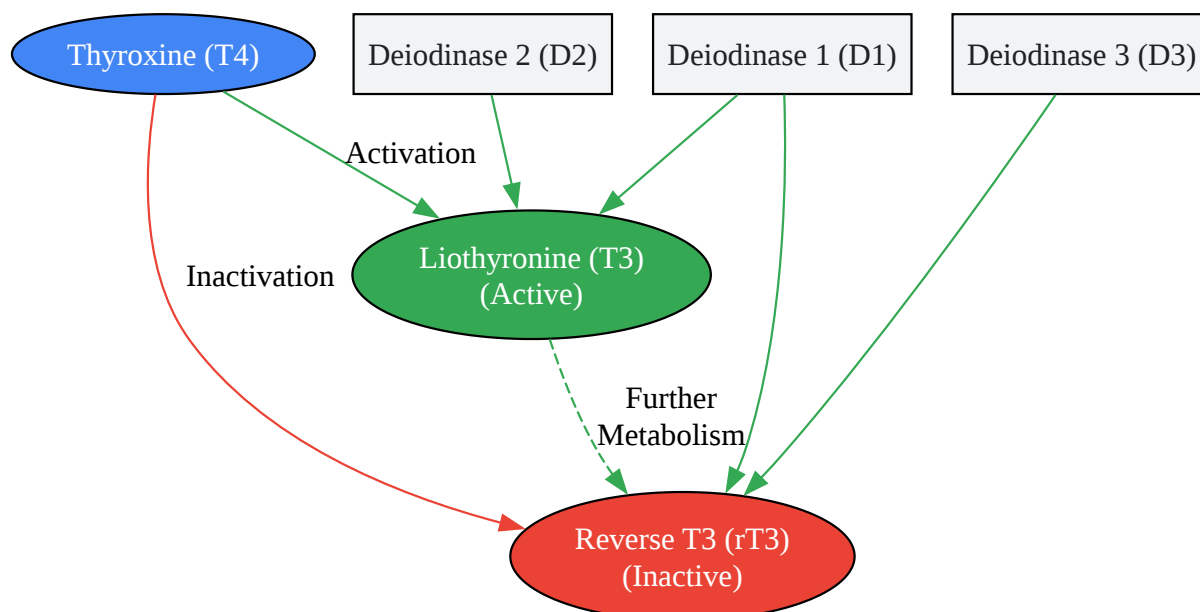 Thyroxine (T4)
Deiodinase 2 (D2)
Deiodinase 1 (D1)
Deiodinase 3 (D3)
Activation
Liothyronine (T3)
(Active)
Inactivation
Further
Metabolism
Reverse T3 (rT3)
(Inactive)